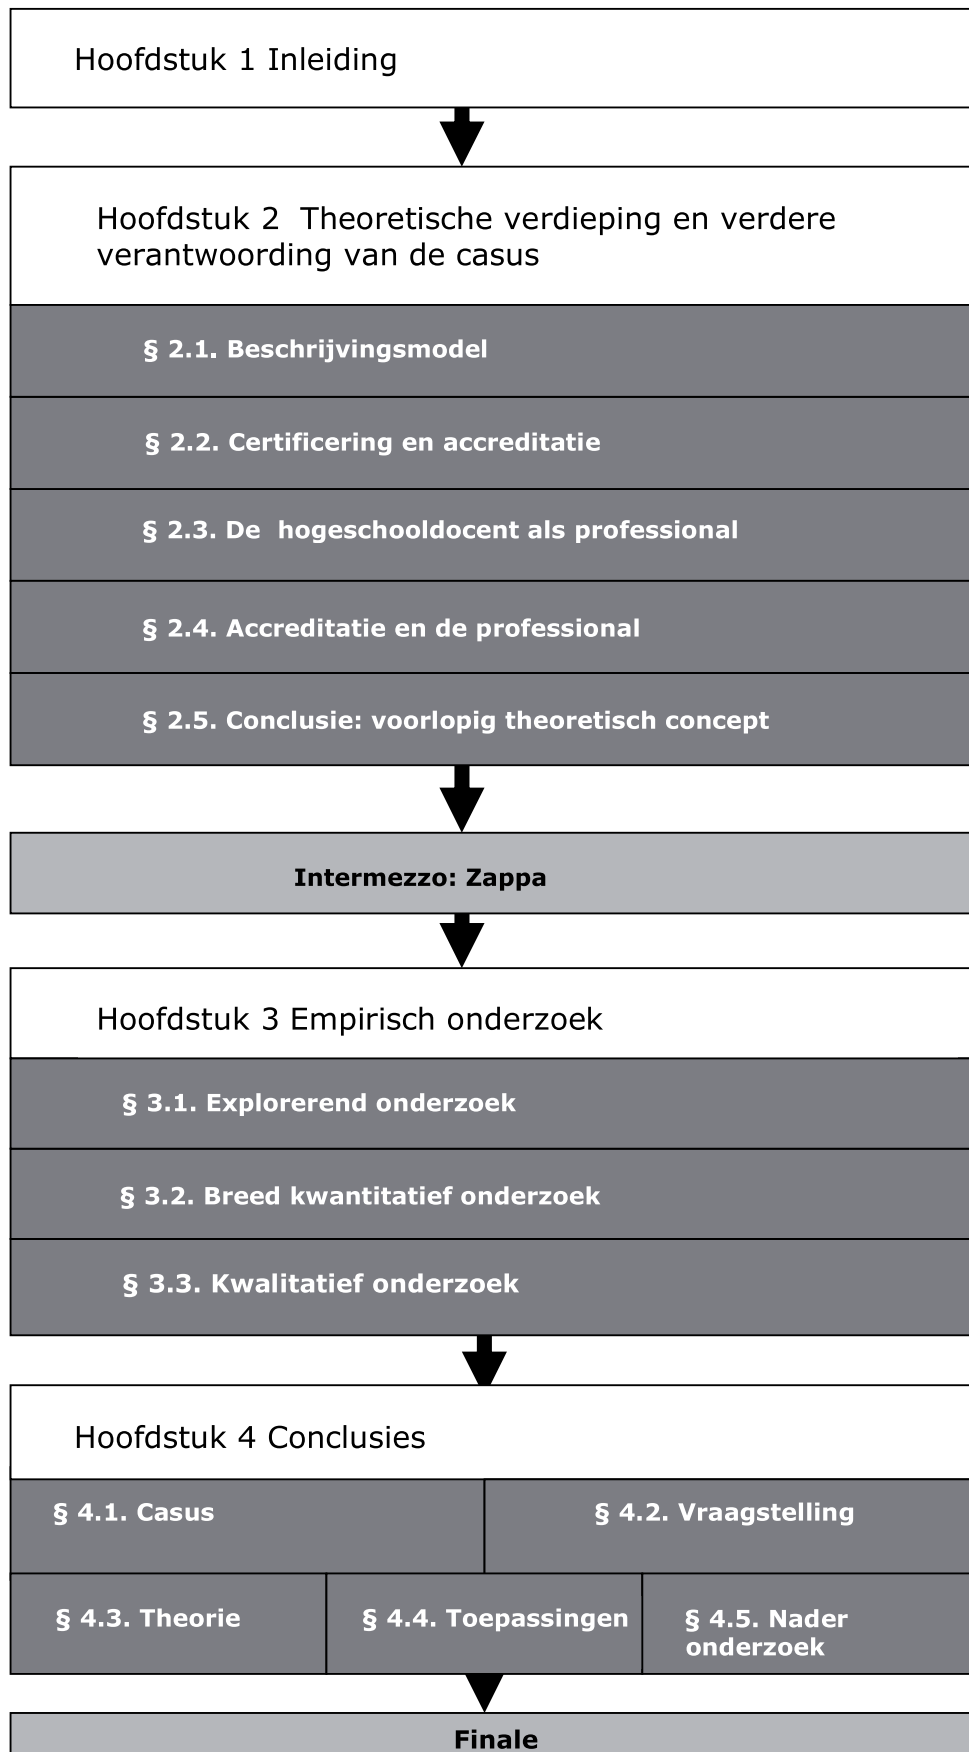 Hoofdstuk 1 Inleiding
Hoofdstuk 2  Theoretische verdieping en verdere
verantwoording van de casus
§ 2.1. Beschrijvingsmodel
§ 2.2. Certificering en accreditatie
§ 2.3. De  hogeschooldocent als professional
§ 2.4. Accreditatie en de professional
§ 2.5. Conclusie: voorlopig theoretisch concept
Intermezzo: Zappa
Hoofdstuk 3 Empirisch onderzoek
§ 3.1. Explorerend onderzoek
§ 3.2. Breed kwantitatief onderzoek
§ 3.3. Kwalitatief onderzoek
Hoofdstuk 4 Conclusies
§ 4.1. Casus
§ 4.2. Vraagstelling
§ 4.3. Theorie
§ 4.4. Toepassingen
§ 4.5. Nader
onderzoek
Finale